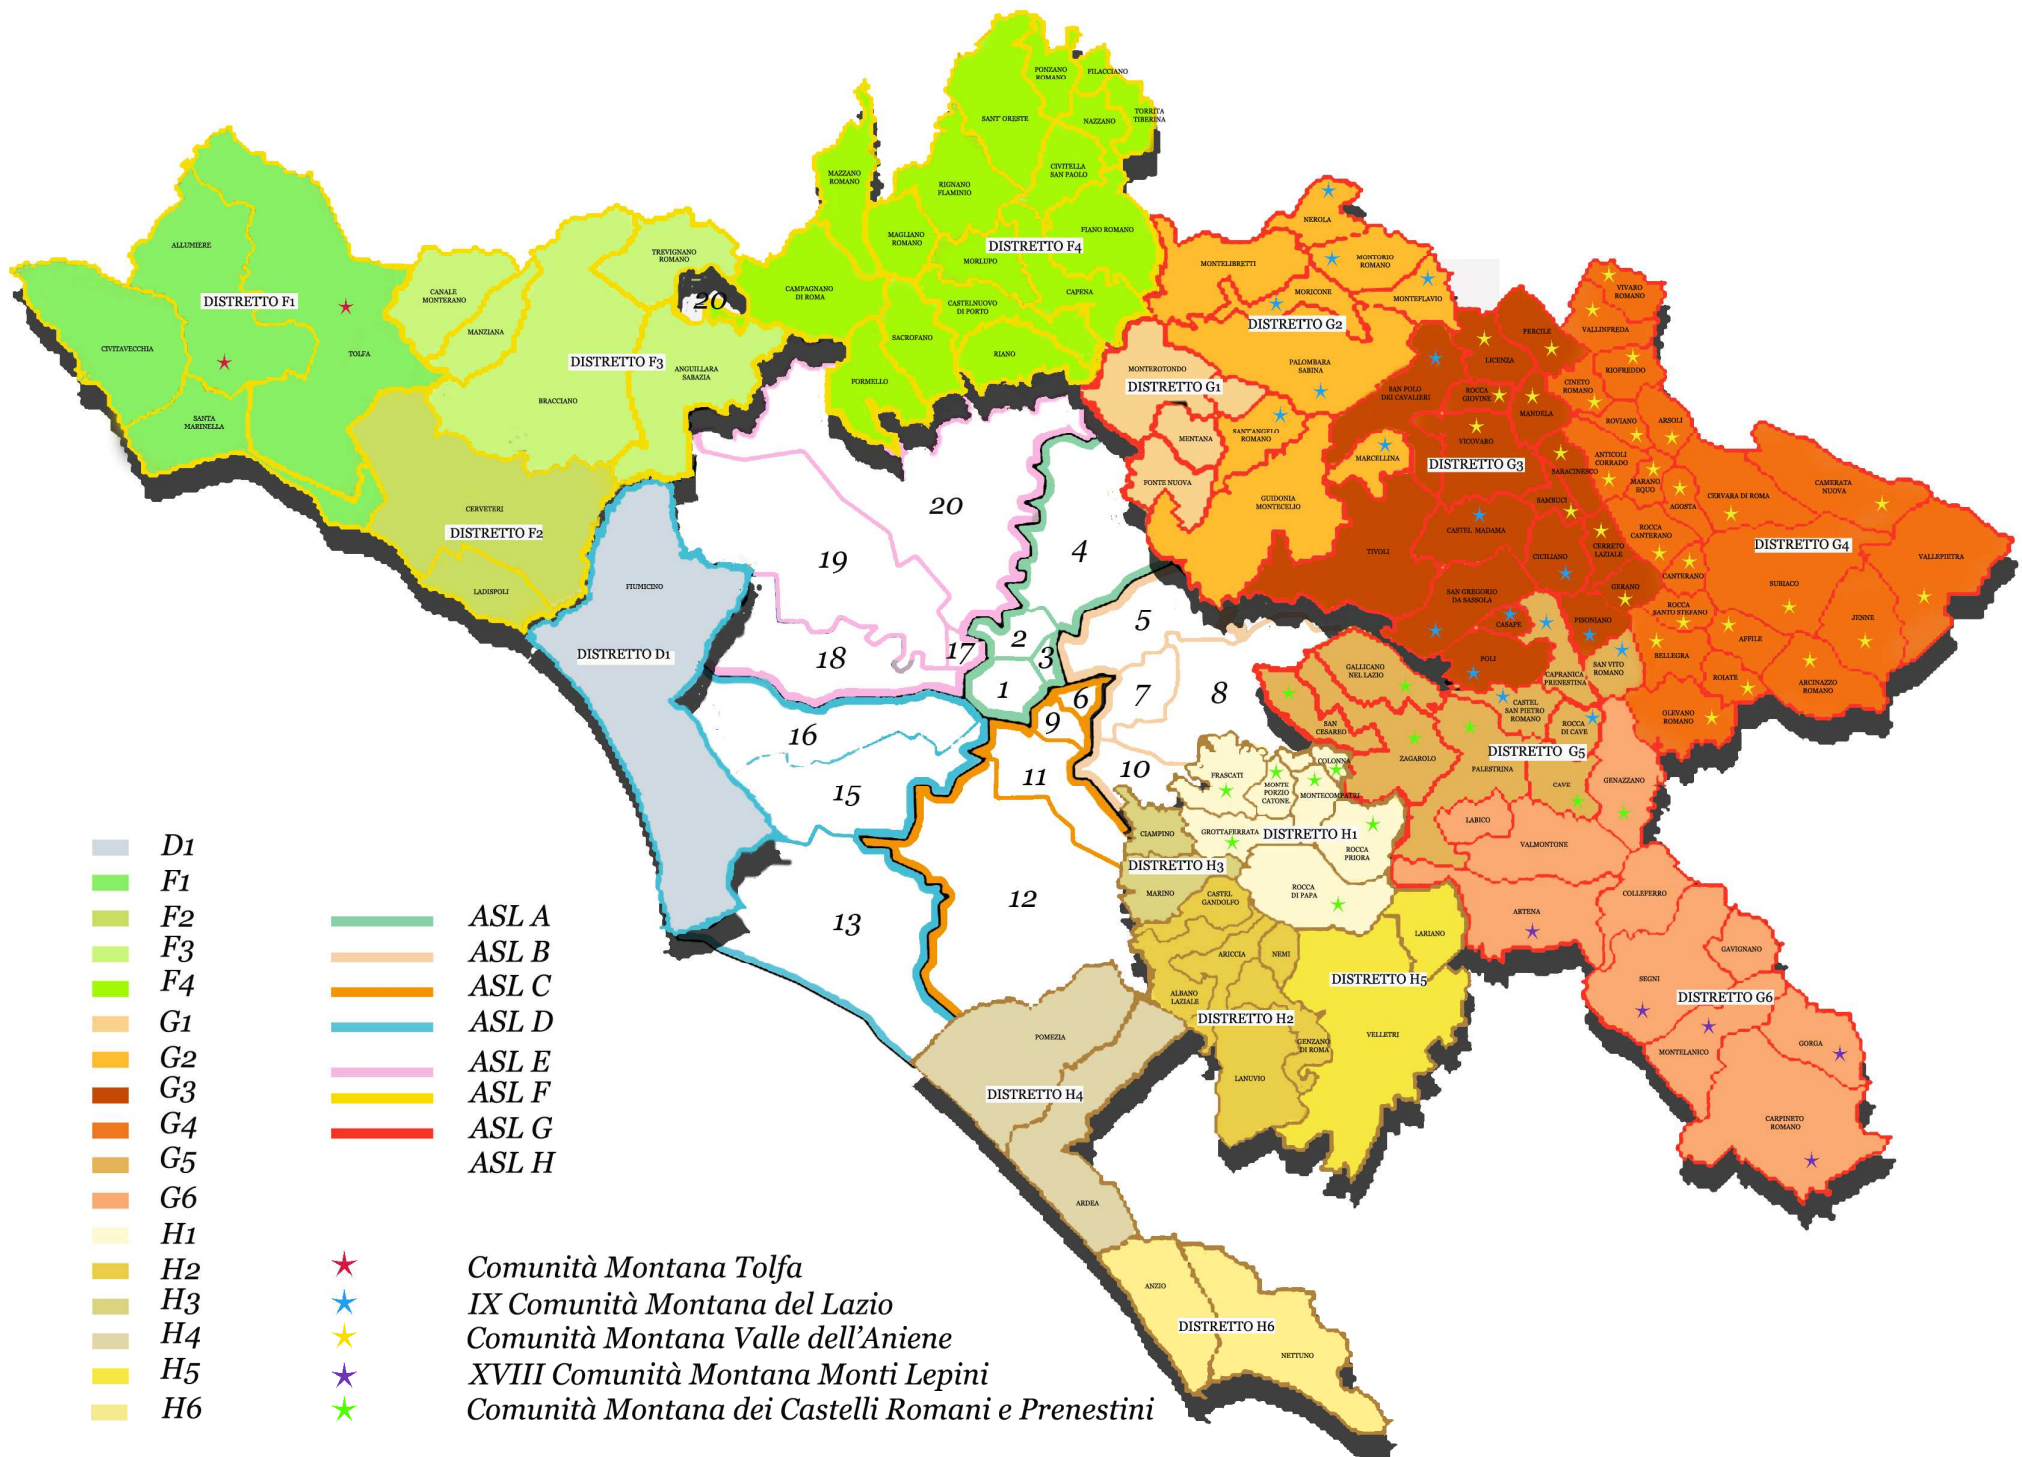 PONZANO
ROMANO
FILACCIANO
SANT' ORESTE
NAZZANO
TORRITA
TIBERINA
MAZZANO
ROMANO
CIVITELLA
SAN PAOLO
RIGNANO
FLAMINIO
MAGLIANO
ROMANO
FIANO ROMANO
DISTRETTO F4
MORLUPO
CAMPAGNANO
DI ROMA
CAPENA
CASTELNUOVO
DI PORTO
SACROFANO
RIANO
FORMELLO
ALLUMIERE
DISTRETTO F1
CIVITAVECCHIA
TOLFA
SANTA
MARINELLA
TREVIGNANO
ROMANO
CANALE
MONTERANO
MANZIANA
20
DISTRETTO F3
ANGUILLARA
SABAZIA
BRACCIANO
CERVETERI
DISTRETTO F2
LADISPOLI
FIUMICINO
DISTRETTO D1
NEROLA
MONTELIBRETTI
MONTORIO
ROMANO
MORICONE
MONTEFLAVIO
DISTRETTO G2
PALOMBARA
SABINA
MONTEROTONDO
DISTRETTO G1
MENTANA
SANT'ANGELO
ROMANO
MARCELLINA
FONTE NUOVA
GUIDONIA
MONTECELIO
PERCILE
LICENZA
SAN POLO
DEI CAVALIERI
ROCCA
GIOVINE
MANDELA
VICOVARO
DISTRETTO G3
SARACINESCO
SAMBUCI
CASTEL MADAMA
TIVOLI
CICILIANO
CERRETO
LAZIALE
GERANO
SAN GREGORIO
DA SASSOLA
CASAPE
PISONIANO
POLI
VIVARO
ROMANO
VALLINFREDA
RIOFREDDO
CINETO
ROMANO
ROVIANO
ARSOLI
ANTICOLI
CORRADO
MARANO
EQUO
AGOSTA
CERVARA DI ROMA
CAMERATA
NUOVA
ROCCA
CANTERANO
DISTRETTO G4
VALLEPIETRA
CANTERANO
SUBIACO
ROCCA
SANTO STEFANO
JENNE
AFFILE
BELLEGRA
ROIATE
ARCINAZZO
ROMANO
OLEVANO
ROMANO
GALLICANO
NEL LAZIO
CAPRANICA
PRENESTINA
SAN VITO
ROMANO
CASTEL
SAN PIETRO
ROMANO
SAN
CESAREO
ROCCA
DI CAVE
ZAGAROLO
DISTRETTO G5
PALESTRINA
CAVE
GENAZZANO
LABICO
VALMONTONE
COLLEFERRO
ARTENA
GAVIGNANO
SEGNI
DISTRETTO G6
MONTELANICO
GORGA
CARPINETO
ROMANO
20
19
4
5
2
3
17
18
1
6
7
8
9
16
11
10
15
12
13
FRASCATI
COLONNA
MONTE
PORZIO
CATONE.
MONTECOMPATRI
CIAMPINO
GROTTAFERRATA
DISTRETTO H1
ROCCA
PRIORA
DISTRETTO H3
MARINO
CASTEL
GANDOLFO
ROCCA
DI PAPA
LARIANO
ARICCIA
NEMI
DISTRETTO H5
ALBANO
LAZIALE
DISTRETTO H2
GENZANO
DI ROMA
VELLETRI
LANUVIO
POMEZIA
DISTRETTO H4
ARDEA
ANZIO
DISTRETTO H6
NETTUNO
D1
F1
F2
F3
F4
G1
G2
G3
G4
G5
G6
H1
H2
H3
H4
H5
H6
ASL A
ASL B
ASL C
ASL D
ASL E
ASL F
ASL G
ASL H
Comunità Montana Tolfa
IX Comunità Montana del Lazio
Comunità Montana Valle dell'Aniene
XVIII Comunità Montana Monti Lepini
Comunità Montana dei Castelli Romani e Prenestini